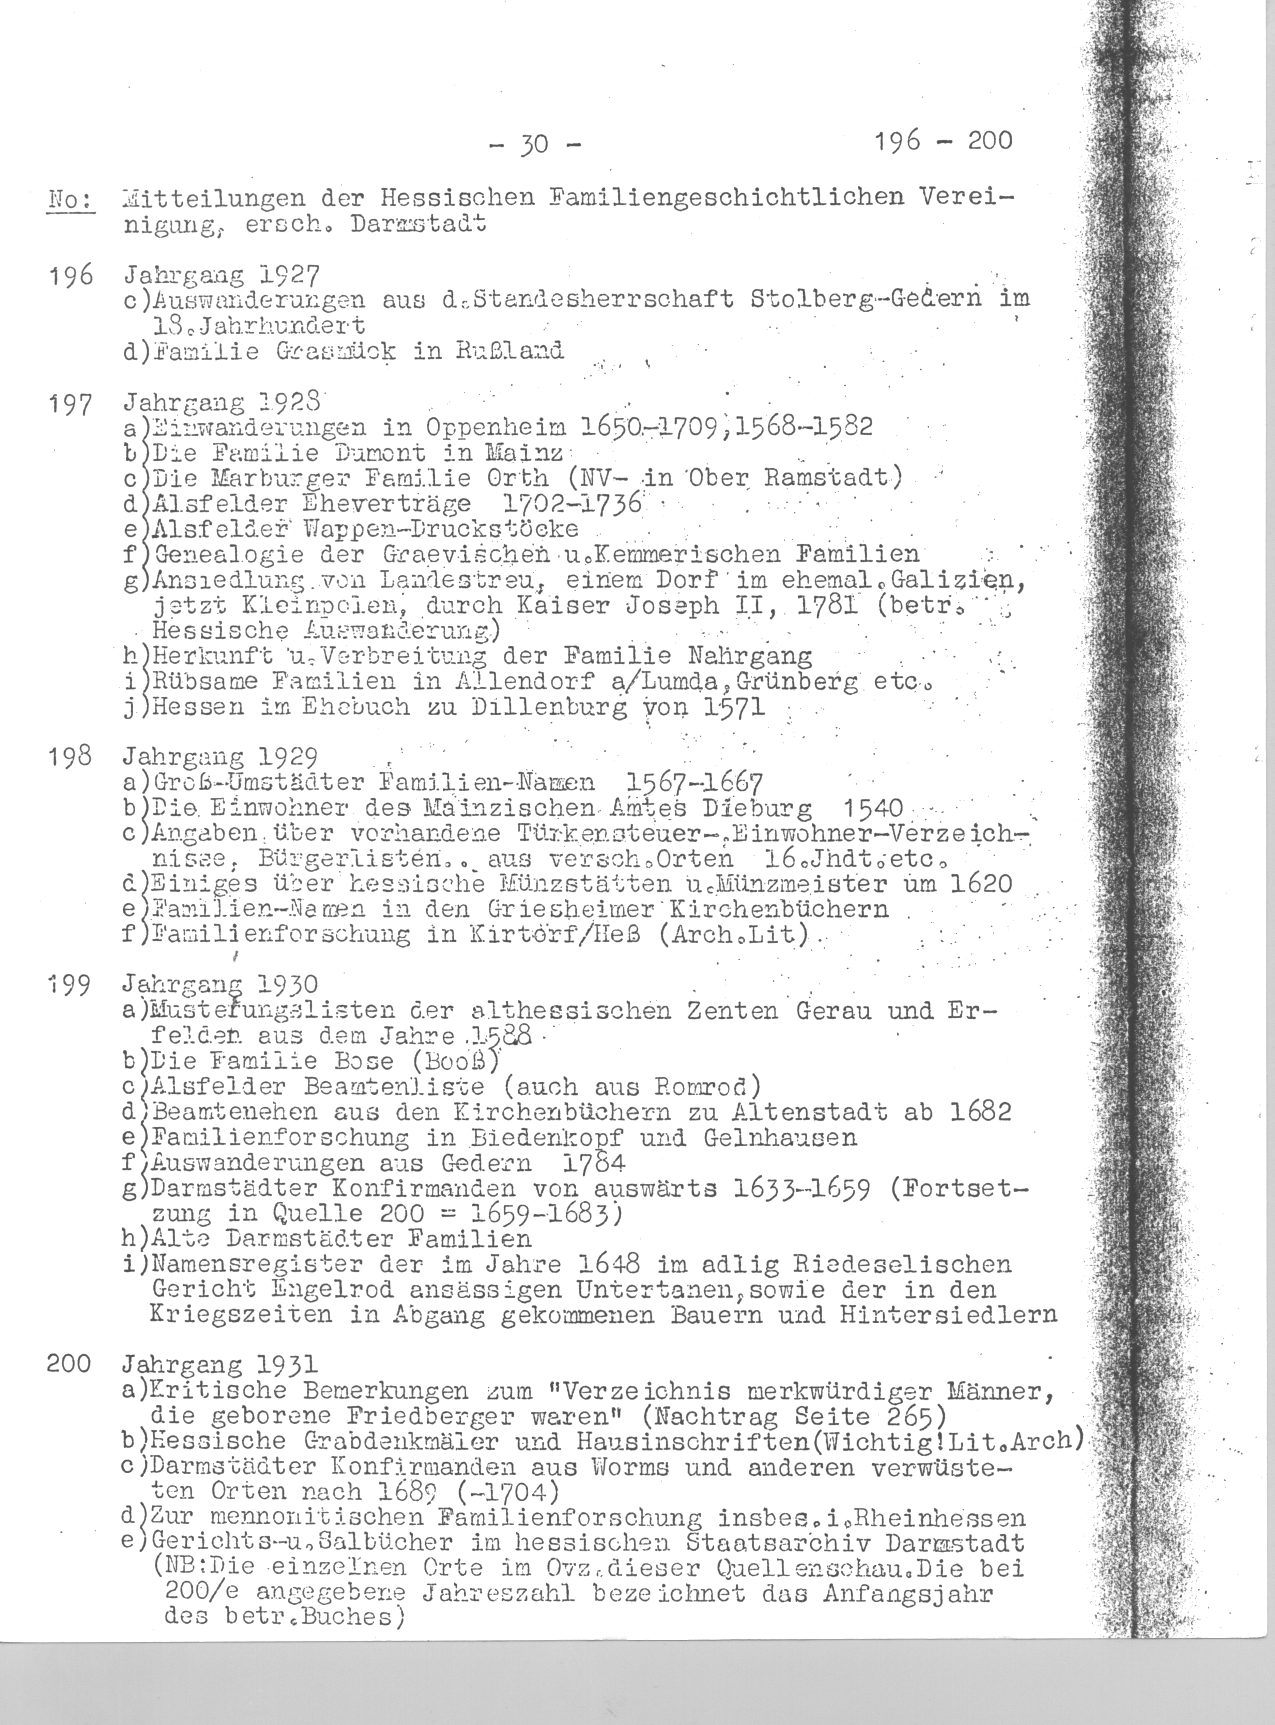 - 30 - 196 - 200
No: Mitteilungen der Hessischen Familiengeschichtlichen Verei-
nigung, ersch. Darmstadt
196 Jahrgang 1927
c)Auswanderungen aus d.Standesherrschaft Stolberg-Gedern im
18.Jahrhundert
d)Familie Grasmück in Rußland
197 Jahrgang 1928
a)Einwanderungen in Oppenheim 1650-1709;1568-1582
b)Die Familie Dumont in Mainz
c)Die Marburger Familie Orth (NV- in Ober Ramstadt)
d)Alsfelder Eheverträge 1702-1736
e)Alsfelder Wappen-Druckstöcke
f)Genealogie der Graevischen u.Kemmerischen Familien
g)Ansiedlung von Landestreu, einem Dorf im ehemal.Galizien,
jetzt Kleinpolen, durch Kaiser Joseph II, 1781 (betr.
Hessische Auswanderung)
h)Herkunft u.Verbreitung der Familie Nahrgang
i)Rübsame Familien in Allendorf a/Lumda,Grünberg etc.
j)Hessen im Ehebuch zu Dillenburg von 1571
198 Jahrgang 1929
a)Groß-Umstädter Familien-Namen 1567-1667
b)Die Einwohner des Mainzischen Amtes Dieburg 1540
c)Angaben über vorhandene Türkensteuer-,Einwohner-Verzeich-
nisse, Bürgerlisten.. aus versch.Orten 16.Jhdt.etc.
d)Einiges über hessische Münzstätten u.Münzmeister um 1620
e)Familien-Namen in den Griesheimer Kirchenbüchern
f)Familienforschung in Kirtorf/Heß (Arch.Lit)
199 Jahrgang 1930
a)Musterungslisten der althessischen Zenten Gerau und Er-
felden aus dem Jahre 1588
b)Die Familie Bose (Booß)
c)Alsfelder Beamtenliste (auch aus Romrod)
d)Beamtenehen aus den Kirchenbüchern zu Altenstadt ab 1682
e)Familienforschung in Biedenkopf und Gelnhausen
f)Auswanderungen aus Gedern 1784
g)Darmstädter Konfirmanden von auswärts 1633-1659 (Fortset-
zung in Quelle 200 = 1659-1683)
h)Alte Darmstädter Familien
i)Namensregister der im Jahre 1648 im adlig Riedeselischen
Gericht Engelrod ansässigen Untertanen,sowie der in den
Kriegszeiten in Abgang gekommenen Bauern und Hintersiedlern
200 Jahrgang 1931
a)Kritische Bemerkungen zum "Verzeichnis merkwürdiger Männer,
die geborene Friedberger waren" (Nachtrag Seite 265)
b)Hessische Grabdenkmäler und Hausinschriften(Wichtig!Lit.Arch)
c)Darmstädter Konfirmanden aus Worms und anderen verwüste-
ten Orten nach 1689 (-1704)
d)Zur mennonitischen Familienforschung insbes.i.Rheinhessen
e)Gerichts-u.Salbücher im hessischen Staatsarchiv Darmstadt
(NB:Die einzelnen Orte im Ovz.dieser Quellenschau.Die bei
200/e angegebene Jahreszahl bezeichnet das Anfangsjahr
des betr.Buches)